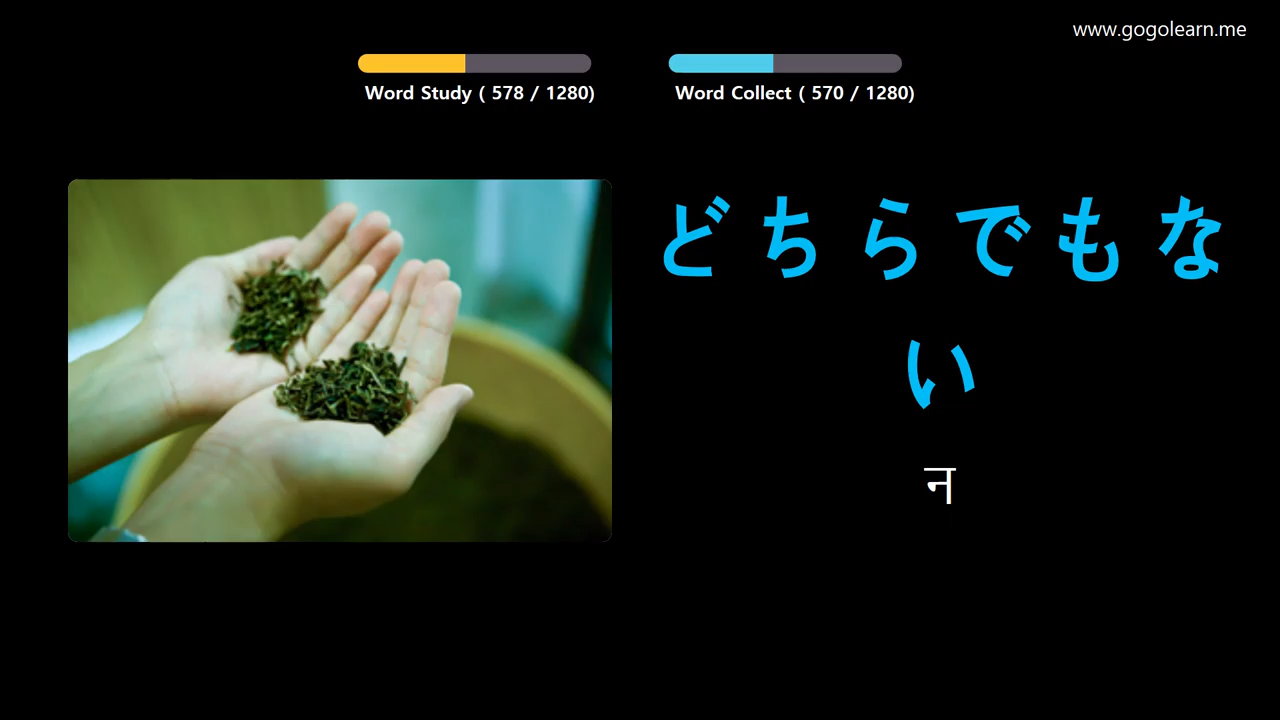 www.gogolearn.me
Word Study ( 578 / 1280)
Word Collect ( 570 / 1280)
どちらでもな
い
न